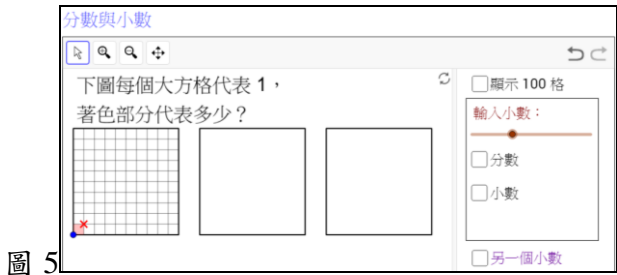 分數與小數
下圖每個大方格代表 1，
著色部分代表多少？
顯示 100 格
輸入小數：
分數
小數
另一個小數
圖 5